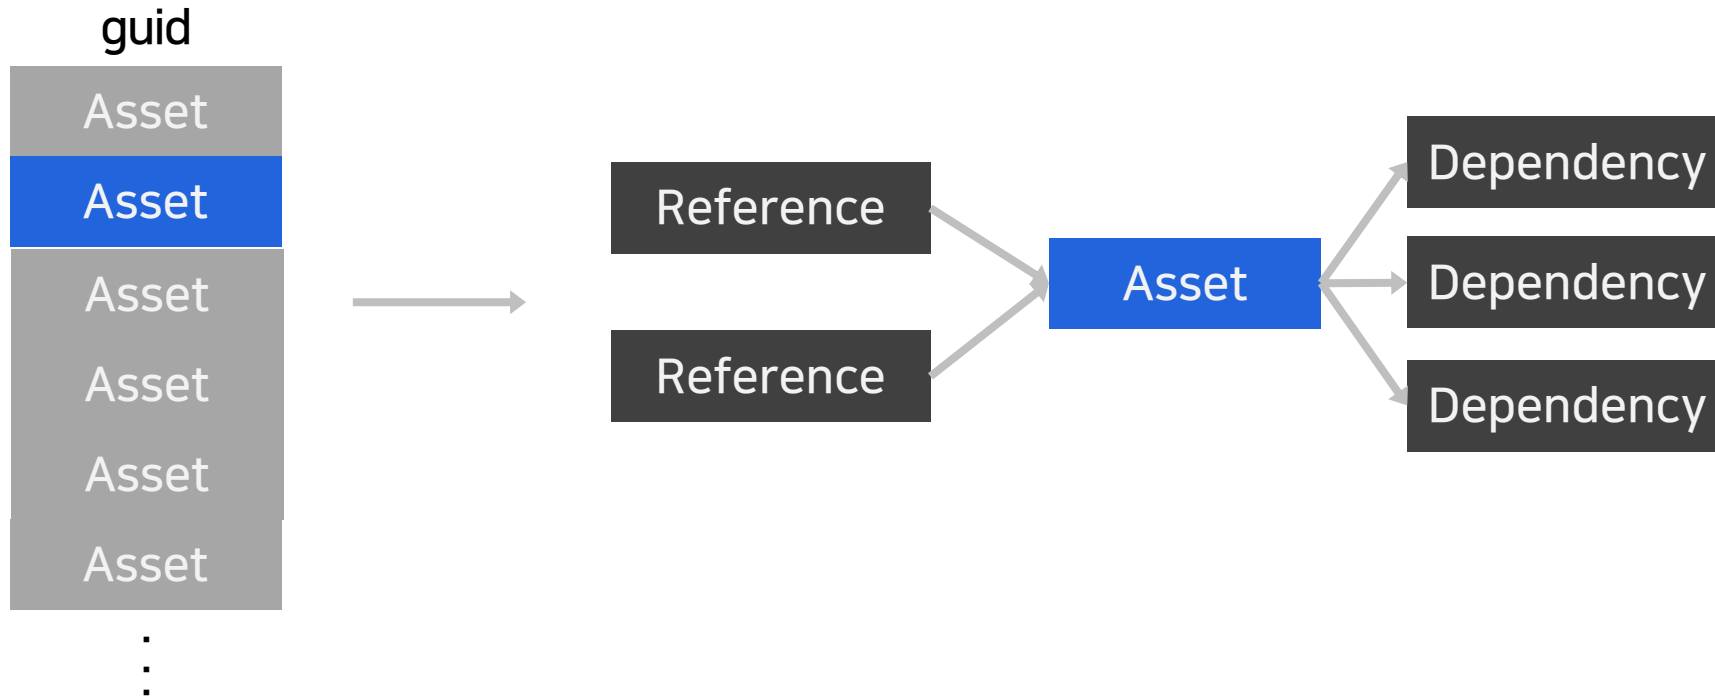 guid
Asset
Asset
Asset
Asset
Asset
Asset
.
.
.
Reference
Reference
Asset
Dependency
Dependency
Dependency